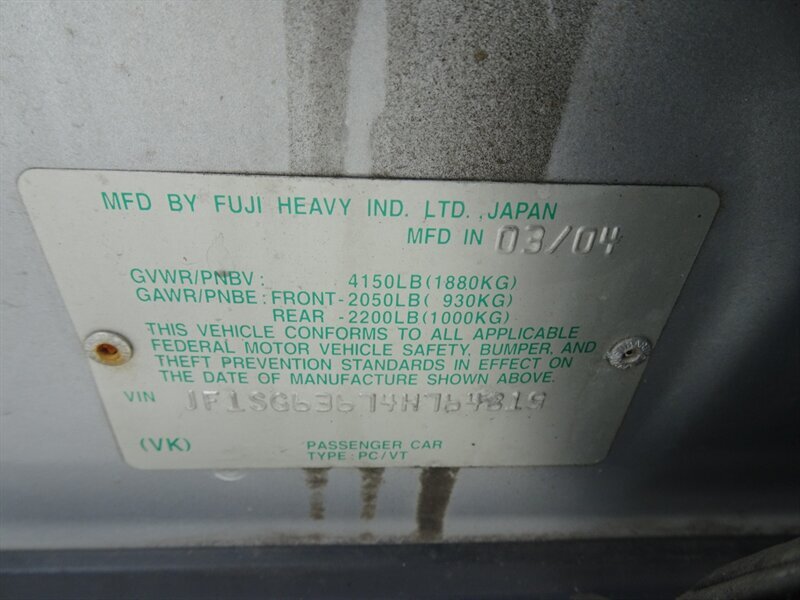 MFD BY FUJI HEAVY IND. LTD. ,JAPAN
MFD IN 03/04
GVWR/PNBV : 4150LB(1880KG)
GAWR/PNBE : FRONT-2050LB( 930KG)
REAR -2200LB(1000KG)
THIS VEHICLE CONFORMS TO ALL APPLICABLE
FEDERAL MOTOR VEHICLE SAFETY, BUMPER, AND
THEFT PREVENTION STANDARDS IN EFFECT ON
THE DATE OF MANUFACTURE SHOWN ABOVE.
VIN JF1SG63674H764819
(VK) PASSENGER CAR
TYPE : PC/VT